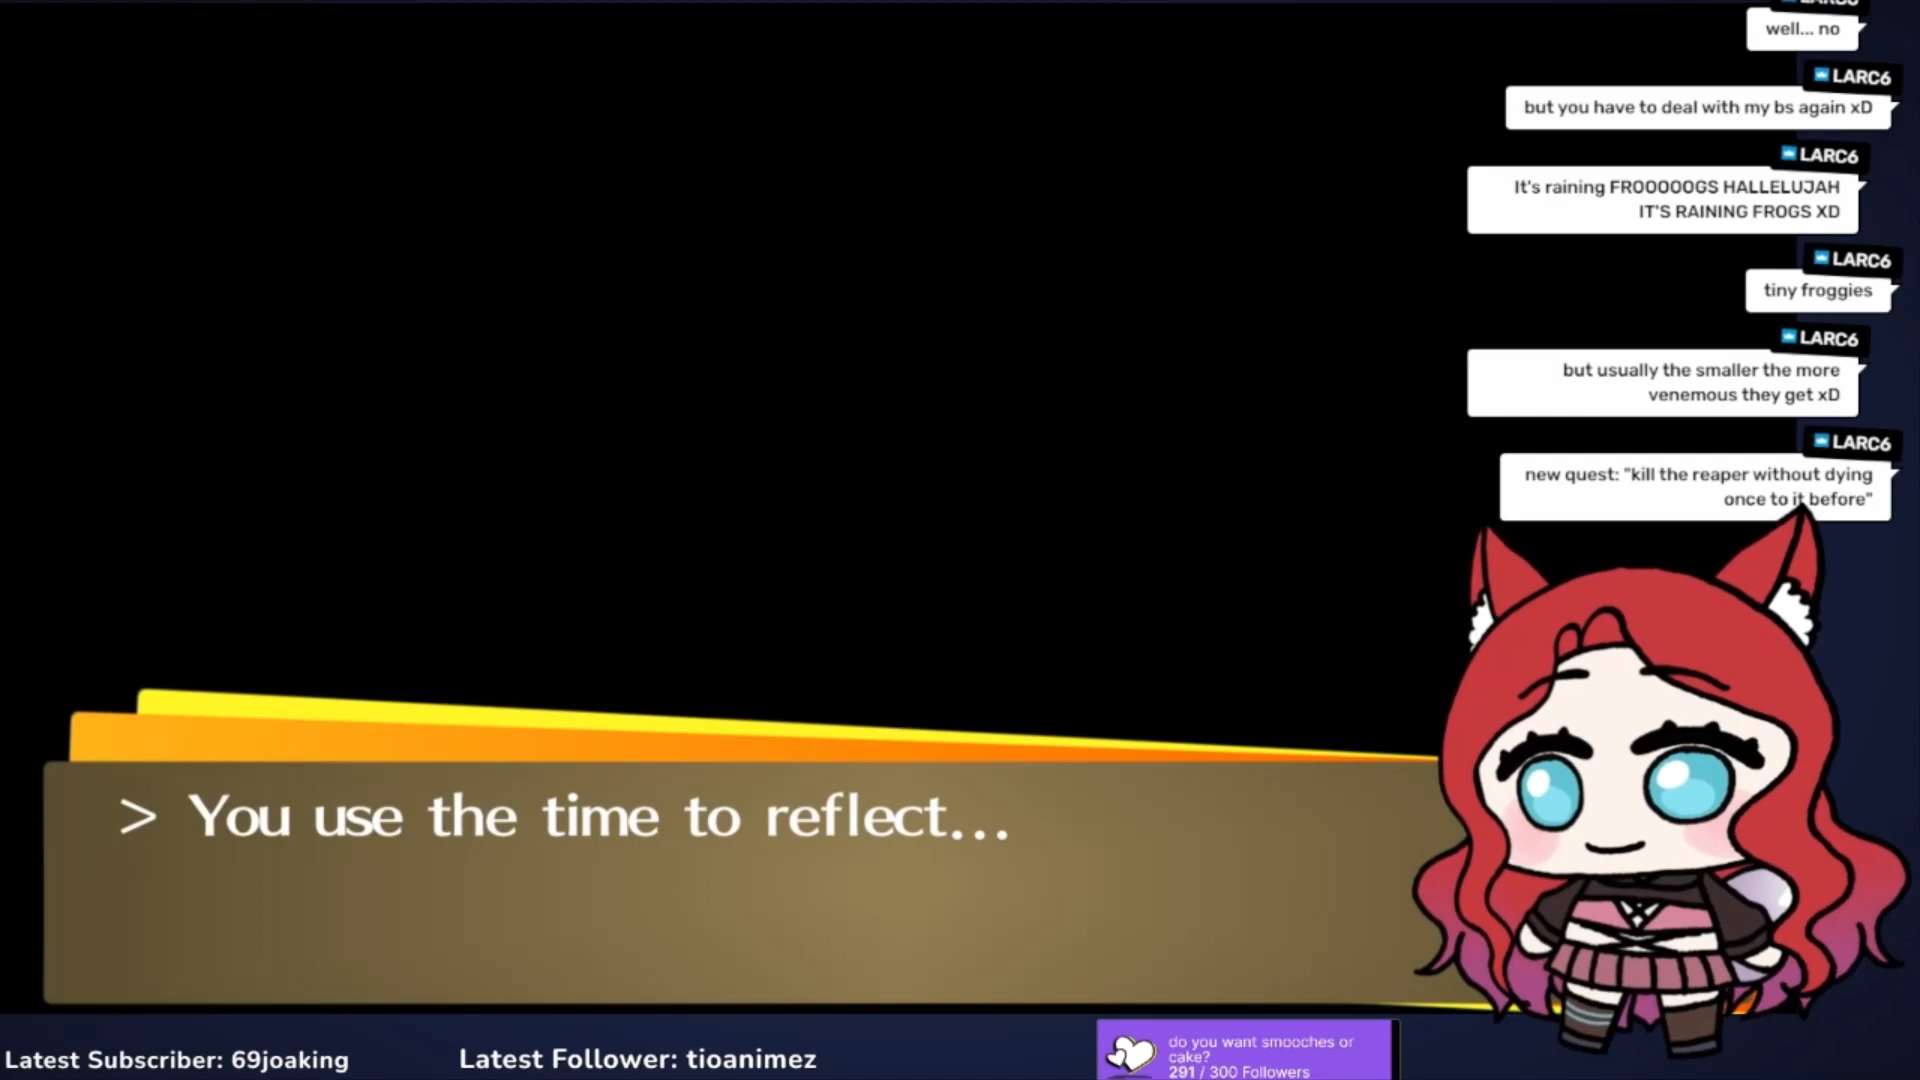 well... no
LARC6
but you have to deal with my bs again xD
LARC6
It's raining FROOOOOGS HALLELUJAH
IT'S RAINING FROGS XD
LARC6
tiny froggies
LARC6
but usually the smaller the more
venemous they get xD
LARC6
new quest: "kill the reaper without dying
once to it before"
> You use the time to reflect...
Latest Subscriber: 69joaking
Latest Follower: tioanimez
do you want smooches or
cake?
291 / 300 Followers